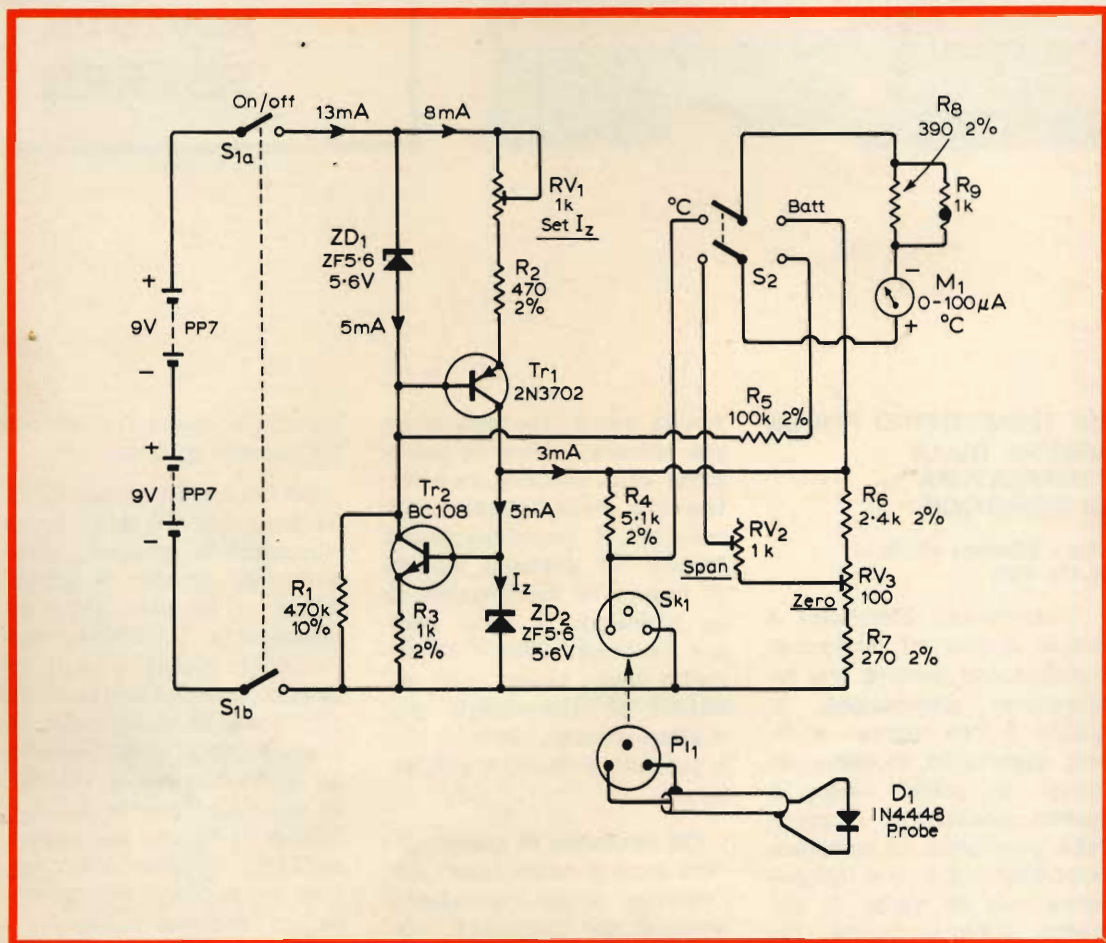 On/off
S1a
13mA
8mA
RV1
1k
Set Iz
ZD1
ZF5·6
5·6V
R2
470
2%
5mA
Tr1
2N3702
+
9V
PP7
−
+
9V
PP7
−
°C
Batt
S2
R8
390 2%
R9
1k
−
M1
0-100µA
°C
+
R5
100k 2%
3mA
Tr2
BC108
5mA
Iz
R1
470k
10%
R3
1k
2%
ZD2
ZF5·6
5·6V
R4
5·1k
2%
Span
RV2
1k
R6
2·4k 2%
RV3
100
Zero
R7
270 2%
Sk1
S1b
Pl1
D1
IN4448
Probe